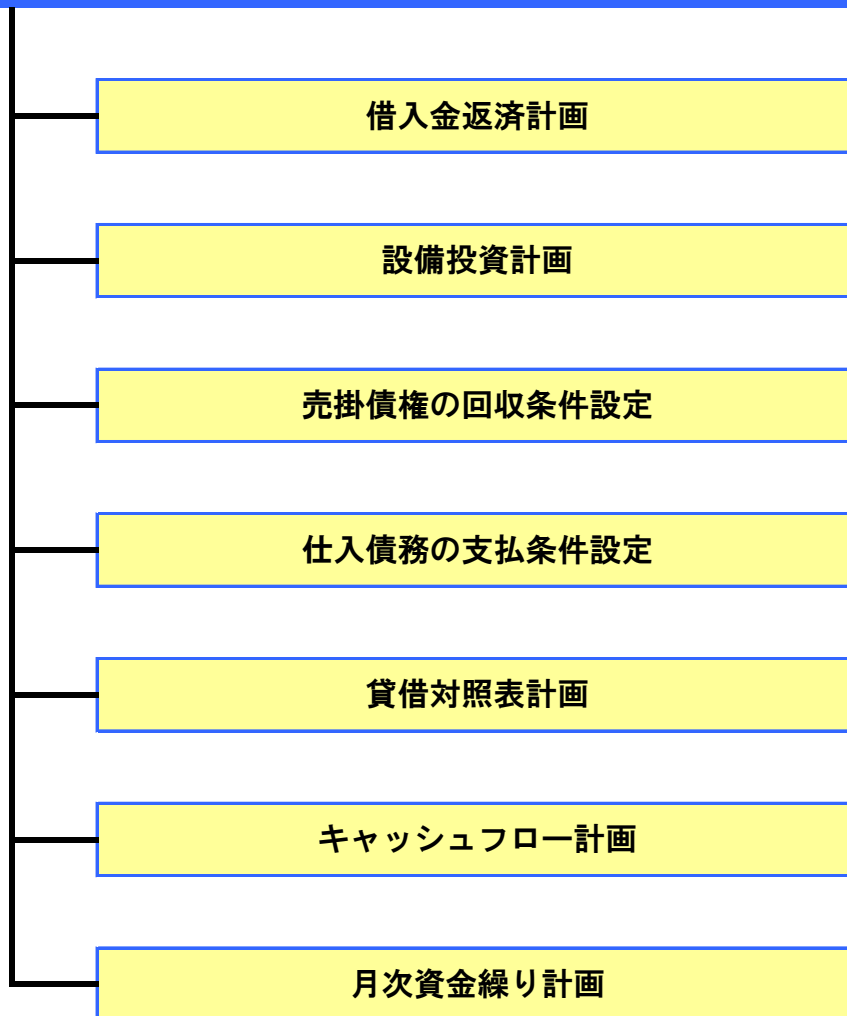 借入金返済計画
設備投資計画
売掛債権の回収条件設定
仕入債務の支払条件設定
貸借対照表計画
キャッシュフロー計画
月次資金繰り計画